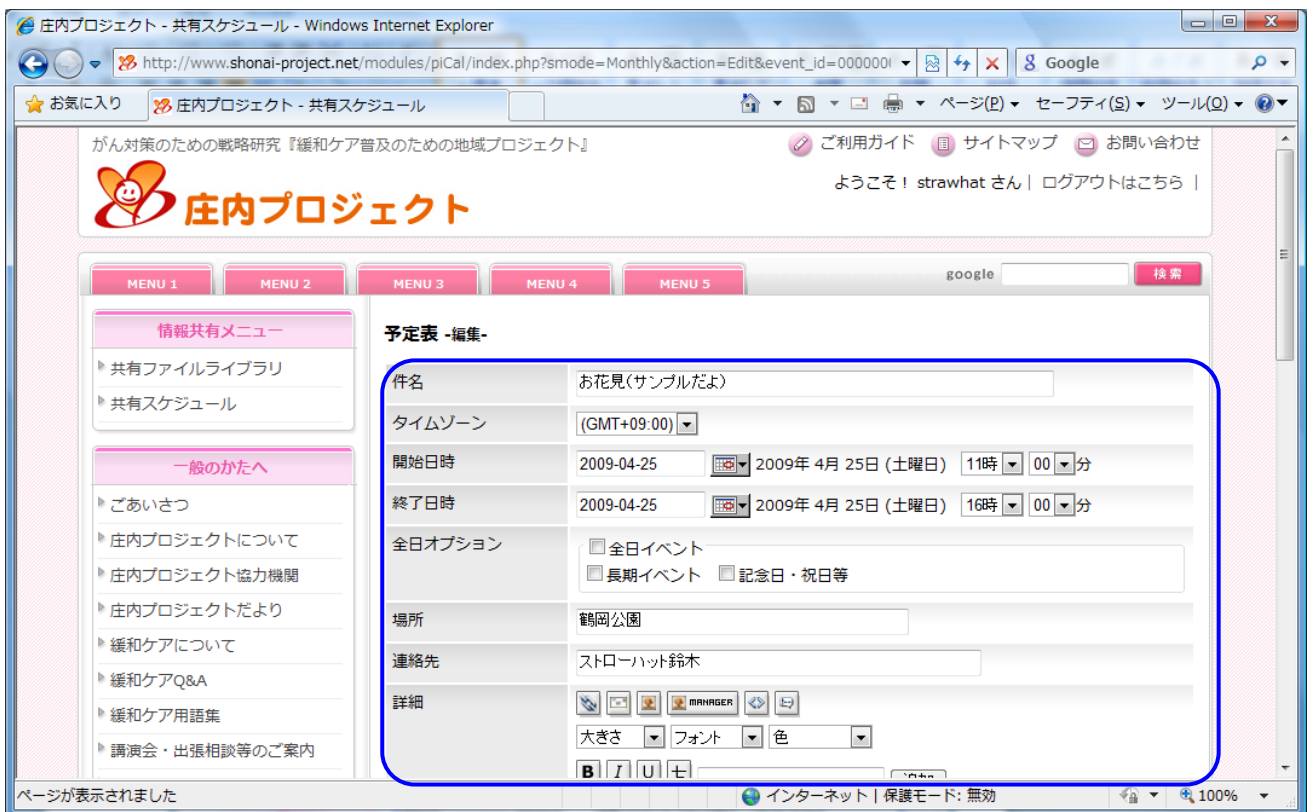 庄内プロジェクト - 共有スケジュール - Windows Internet Explorer
http://www.shonai-project.net/modules/piCal/index.php?smode=Monthly&action=Edit&event_id=000000
Google
お気に入り
庄内プロジェクト - 共有スケジュール
ページ(P) セーフティ(S) ツール(O)
がん対策のための戦略研究『緩和ケア普及のための地域プロジェクト』
ご利用ガイド サイトマップ お問い合わせ
ようこそ！ strawhat さん| ログアウトはこちら |
庄内プロジェクト
MENU 1 MENU 2 MENU 3 MENU 4 MENU 5
google 検索
情報共有メニュー
共有ファイルライブラリ
共有スケジュール
一般のかたへ
ごあいさつ
庄内プロジェクトについて
庄内プロジェクト協力機関
庄内プロジェクトだより
緩和ケアについて
緩和ケアQ&A
緩和ケア用語集
講演会・出張相談等のご案内
予定表 -編集-
件名 お花見(サンプルだよ)
タイムゾーン (GMT+09:00)
開始日時 2009-04-25 2009年 4月 25日 (土曜日) 11時 00 分
終了日時 2009-04-25 2009年 4月 25日 (土曜日) 16時 00 分
全日オプション 全日イベント
長期イベント 記念日・祝日等
場所 鶴岡公園
連絡先 ストローハット鈴木
詳細 MANAGER
大きさ フォント 色
B I U 士 追加
ページが表示されました
インターネット | 保護モード: 無効
100%